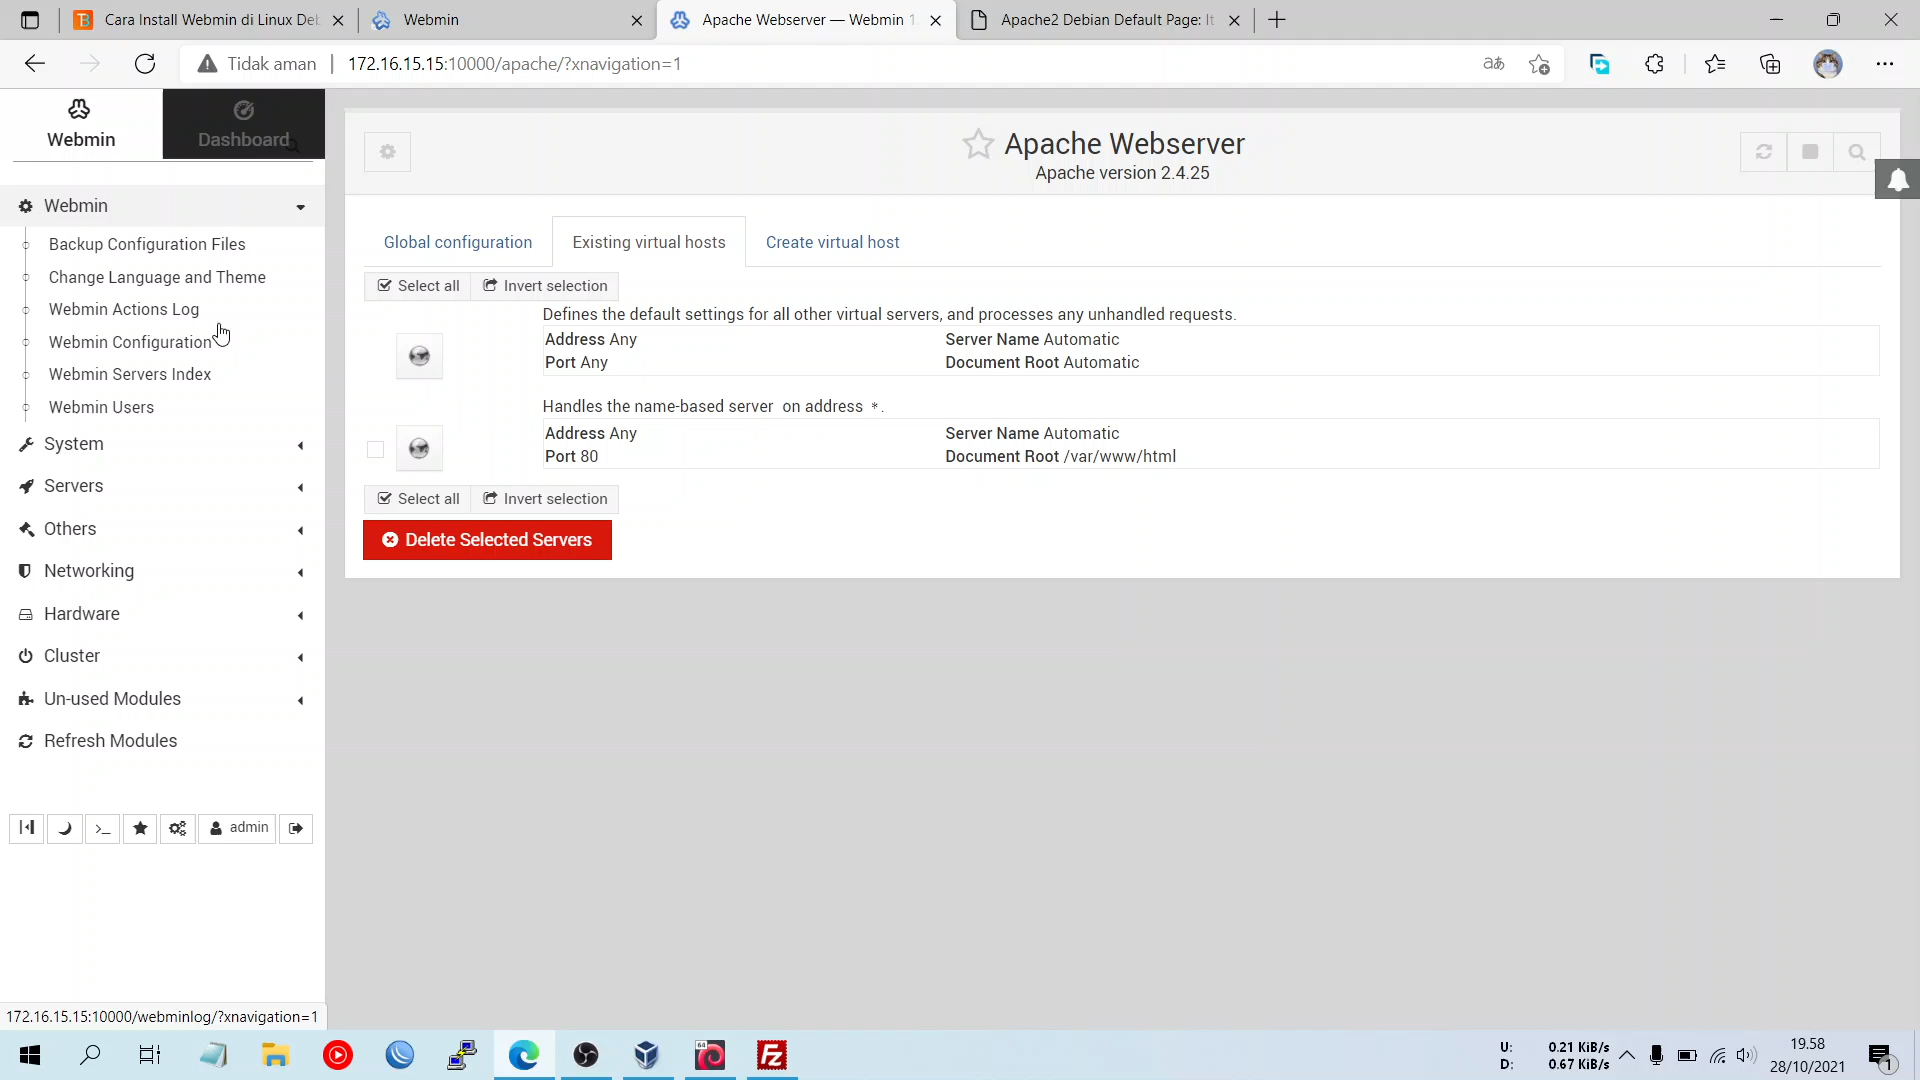 Cara Install Webmin di Linux Deb
Webmin
Apache Webserver — Webmin 1
Apache2 Debian Default Page: It
Tidak aman
172.16.15.15:10000/apache/?xnavigation=1
Webmin
Dashboard
Webmin
Backup Configuration Files
Change Language and Theme
Webmin Actions Log
Webmin Configuration
Webmin Servers Index
Webmin Users
System
Servers
Others
Networking
Hardware
Cluster
Un-used Modules
Refresh Modules
admin
172.16.15.15:10000/webminlog/?xnavigation=1
Apache Webserver
Apache version 2.4.25
Global configuration
Existing virtual hosts
Create virtual host
Select all
Invert selection
Defines the default settings for all other virtual servers, and processes any unhandled requests.
Address Any
Server Name Automatic
Port Any
Document Root Automatic
Handles the name-based server on address *.
Address Any
Server Name Automatic
Port 80
Document Root /var/www/html
Select all
Invert selection
Delete Selected Servers
U: 0.21 KiB/s
D: 0.67 KiB/s
19.58
28/10/2021
1